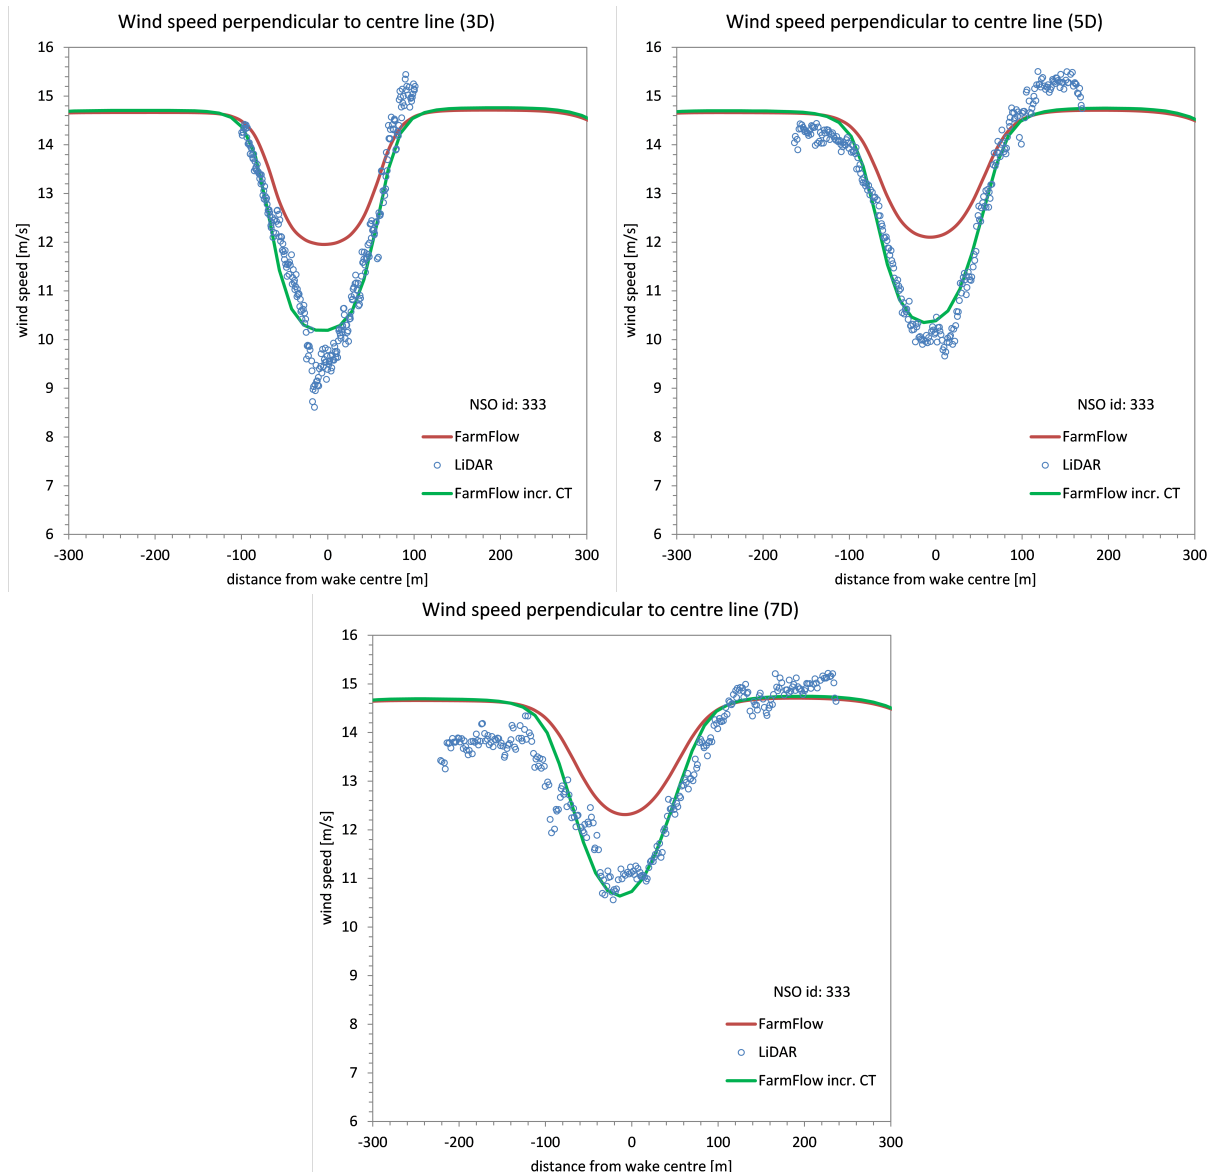 Wind speed perpendicular to centre line (3D)
16
15
14
13
12
11
10
9
8
7
6
wind speed [m/s]
NSO id: 333
FarmFlow
LiDAR
FarmFlow incr. CT
-300 -200 -100 0 100 200 300
distance from wake centre [m]
Wind speed perpendicular to centre line (5D)
16
15
14
13
12
11
10
9
8
7
6
wind speed [m/s]
NSO id: 333
FarmFlow
LiDAR
FarmFlow incr. CT
-300 -200 -100 0 100 200 300
distance from wake centre [m]
Wind speed perpendicular to centre line (7D)
16
15
14
13
12
11
10
9
8
7
6
wind speed [m/s]
NSO id: 333
FarmFlow
LiDAR
FarmFlow incr. CT
-300 -200 -100 0 100 200 300
distance from wake centre [m]